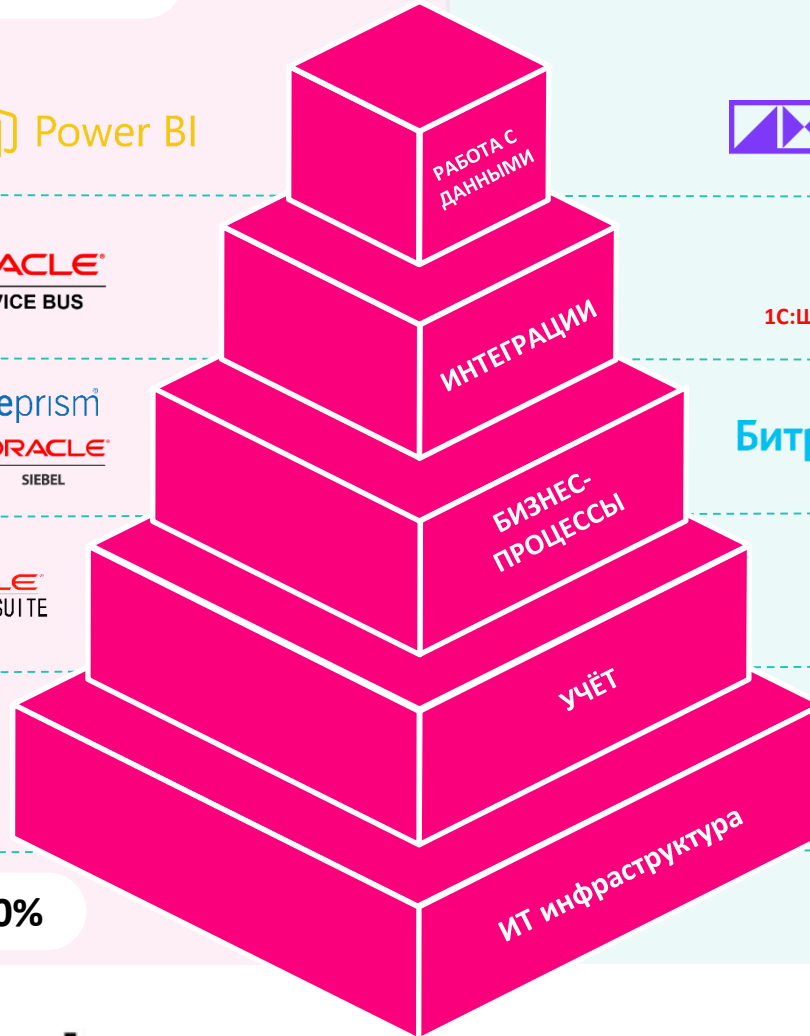 Power BI
РАБОТА С
ДАННЫМИ
ACLE
VICE BUS
ИНТЕГРАЦИИ
1С:Ш
eprism
ORACLE
SIEBEL
Битр
БИЗНЕС-
ПРОЦЕССЫ
LE
SUITE
УЧЁТ
ИТ инфраструктура
0%